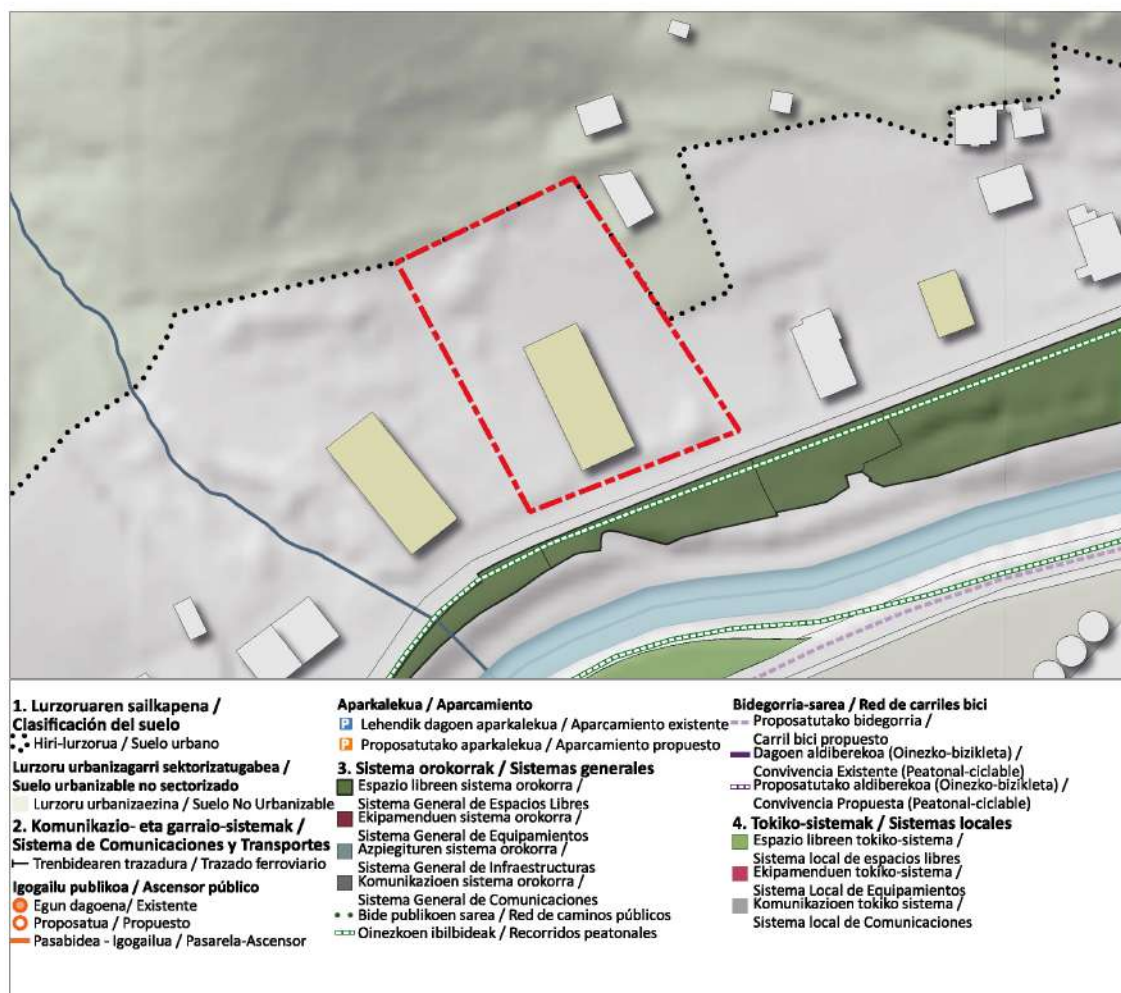 1. Lurzoruaren sailkapena /
Clasificación del suelo
Hiri-lurzorua / Suelo urbano
Lurzoru urbanizagarri sektorizatugabea /
Suelo urbanizable no sectorizado
Lurzoru urbanizaezina / Suelo No Urbanizable
2. Komunikazio- eta garraio-sistemak /
Sistema de Comunicaciones y Transportes
Trenbidearen trazadura / Trazado ferroviario
Igogailu publikoa / Ascensor público
Egun dagoena/ Existente
Proposatua / Propuesto
Pasabidea - Igogailua / Pasarela-Ascensor
Aparkalekua / Aparcamiento
P Lehendik dagoen aparkalekua / Aparcamiento existente
P Proposatutako aparkalekua / Aparcamiento propuesto
3. Sistema orokorrak / Sistemas generales
Espazio libreen sistema orokorra /
Sistema General de Espacios Libres
Ekipamenduen sistema orokorra /
Sistema General de Equipamientos
Azpiegituren sistema orokorra /
Sistema General de Infraestructuras
Komunikazioen sistema orokorra /
Sistema General de Comunicaciones
Bide publikoen sarea / Red de caminos públicos
Oinezkoen ibilbideak / Recorridos peatonales
Bidegorria-sarea / Red de carriles bici
Proposatutako bidegorria /
Carril bici propuesto
Dagoen aldiberekoa (Oinezko-bizikleta) /
Convivencia Existente (Peatonal-ciclable)
Proposatutako aldiberekoa (Oinezko-bizikleta) /
Convivencia Propuesta (Peatonal-ciclable)
4. Tokiko-sistemak / Sistemas locales
Espazio libreen tokiko-sistema /
Sistema local de espacios libres
Ekipamenduen tokiko-sistema /
Sistema Local de Equipamientos
Komunikazioen tokiko sistema /
Sistema local de Comunicaciones